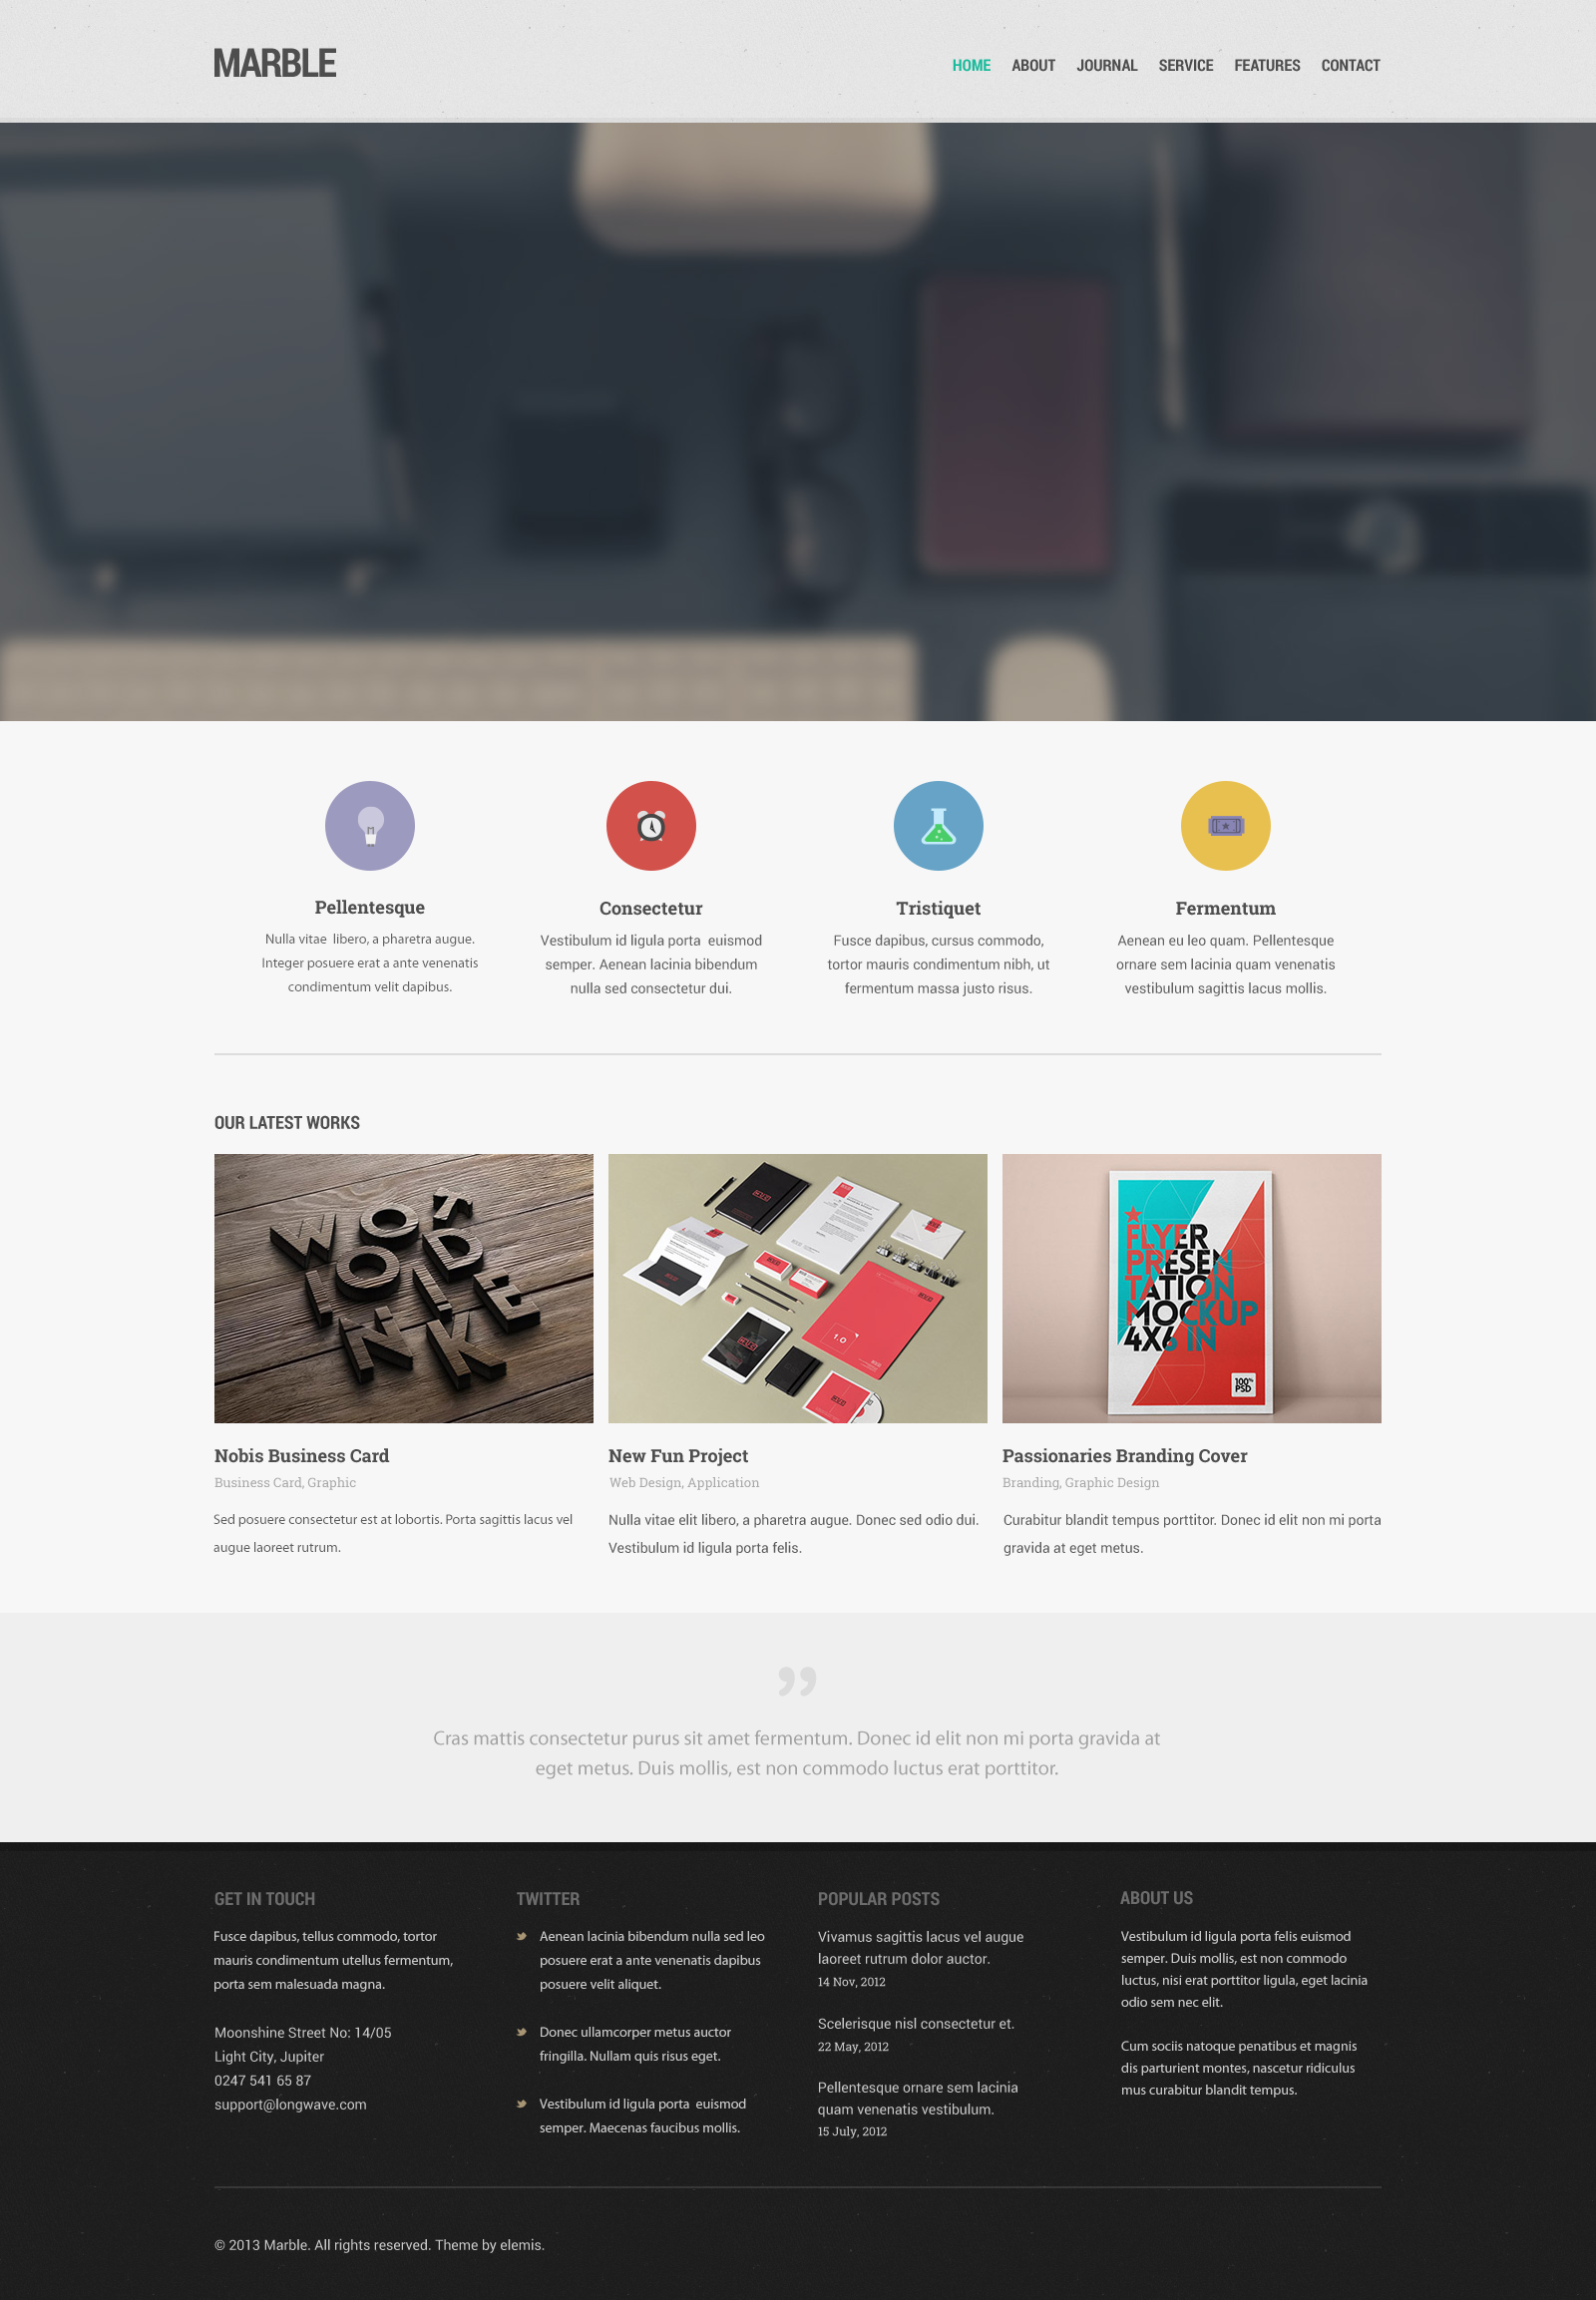 MARBLE
HOME ABOUT JOURNAL SERVICE FEATURES CONTACT
Pellentesque
Nulla vitae libero, a pharetra augue.
Integer posuere erat a ante venenatis
condimentum velit dapibus.
Consectetur
Vestibulum id ligula porta euismod
semper. Aenean lacinia bibendum
nulla sed consectetur dui.
Tristiquet
Fusce dapibus, cursus commodo,
tortor mauris condimentum nibh, ut
fermentum massa justo risus.
Fermentum
Aenean eu leo quam. Pellentesque
ornare sem lacinia quam venenatis
vestibulum sagittis lacus mollis.
OUR LATEST WORKS
WOODEN INK
1.0
FLYER
PRESEN
TATION
MOCKUP
4X6 IN
100%
PSD
Nobis Business Card
Business Card, Graphic
Sed posuere consectetur est at lobortis. Porta sagittis lacus vel
augue laoreet rutrum.
New Fun Project
Web Design, Application
Nulla vitae elit libero, a pharetra augue. Donec sed odio dui.
Vestibulum id ligula porta felis.
Passionaries Branding Cover
Branding, Graphic Design
Curabitur blandit tempus porttitor. Donec id elit non mi porta
gravida at eget metus.
”
Cras mattis consectetur purus sit amet fermentum. Donec id elit non mi porta gravida at
eget metus. Duis mollis, est non commodo luctus erat porttitor.
GET IN TOUCH
Fusce dapibus, tellus commodo, tortor
mauris condimentum utellus fermentum,
porta sem malesuada magna.
Moonshine Street No: 14/05
Light City, Jupiter
0247 541 65 87
support@longwave.com
TWITTER
Aenean lacinia bibendum nulla sed leo
posuere erat a ante venenatis dapibus
posuere velit aliquet.
Donec ullamcorper metus auctor
fringilla. Nullam quis risus eget.
Vestibulum id ligula porta euismod
semper. Maecenas faucibus mollis.
POPULAR POSTS
Vivamus sagittis lacus vel augue
laoreet rutrum dolor auctor.
14 Nov, 2012
Scelerisque nisl consectetur et.
22 May, 2012
Pellentesque ornare sem lacinia
quam venenatis vestibulum.
15 July, 2012
ABOUT US
Vestibulum id ligula porta felis euismod
semper. Duis mollis, est non commodo
luctus, nisi erat porttitor ligula, eget lacinia
odio sem nec elit.
Cum sociis natoque penatibus et magnis
dis parturient montes, nascetur ridiculus
mus curabitur blandit tempus.
© 2013 Marble. All rights reserved. Theme by elemis.